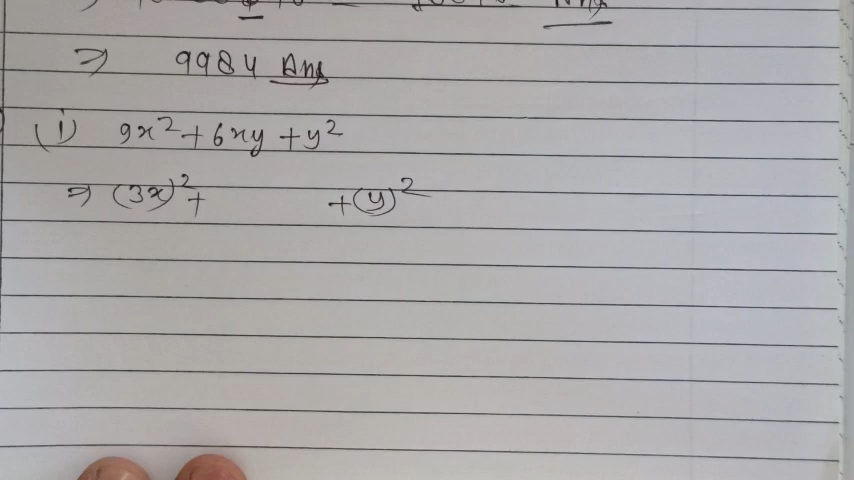 ⇒ 9984 Ans
(i) 9x² + 6xy + y²
⇒ (3x)² + + (y)²